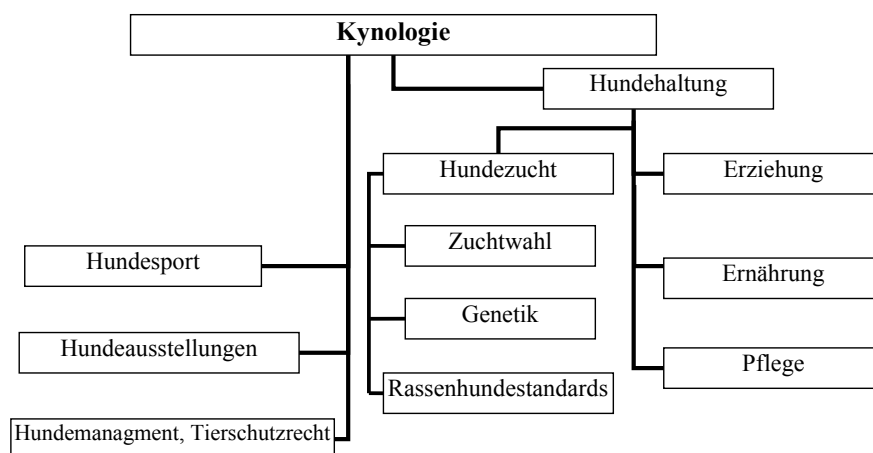 Kynologie
Hundehaltung
Hundezucht
Erziehung
Zuchtwahl
Hundesport
Ernährung
Genetik
Hundeausstellungen
Pflege
Rassenhundestandards
Hundemanagment, Tierschutzrecht